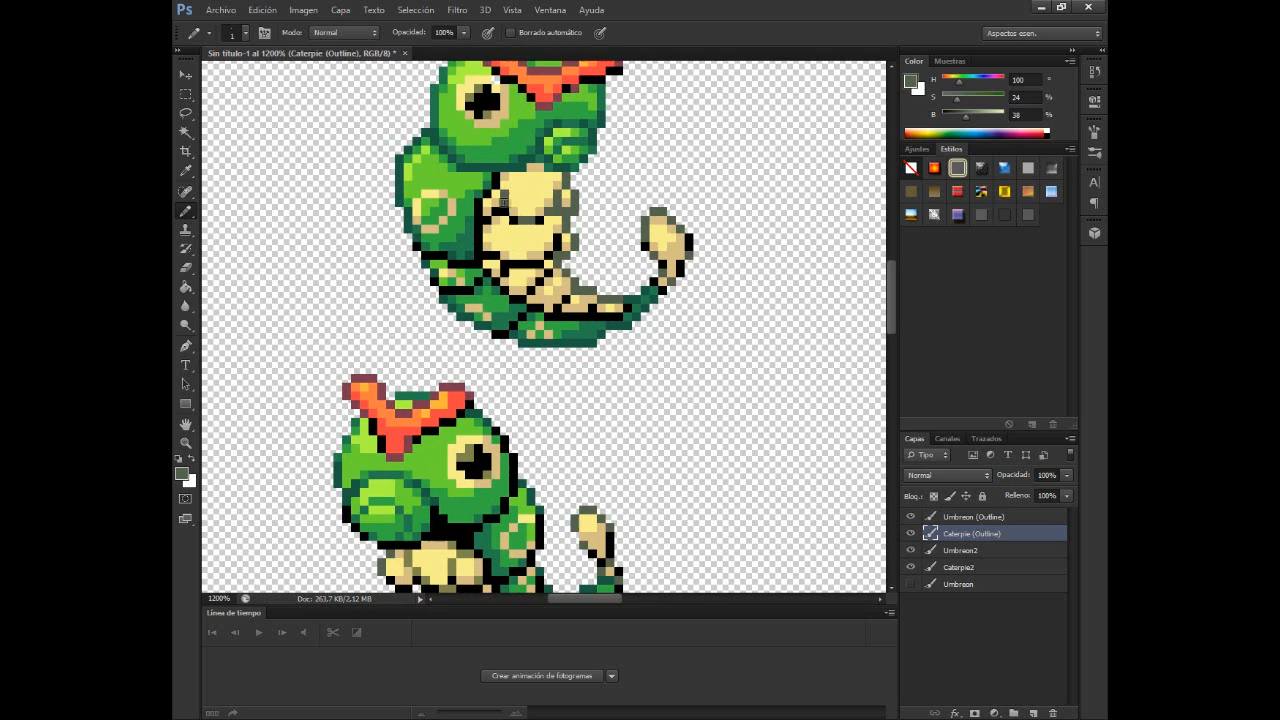 Ps Archivo Edición Imagen Capa Texto Selección Filtro 3D Vista Ventana Ayuda
1 Modo: Normal Opacidad: 100% Borrado automático Aspectos esen.
Sin título-1 al 1200% (Caterpie (Outline), RGB/8) * ×
Color Muestras
H 100 °
S 24 %
B 38 %
Ajustes Estilos
Capas Canales Trazados
Tipo
Normal Opacidad: 100%
Bloq.: Relleno: 100%
Umbreon (Outline)
Caterpie (Outline)
Umbreon2
Caterpie2
Umbreon
1200% Doc: 263,7 KB/2,12 MB
Línea de tiempo
Crear animación de fotogramas